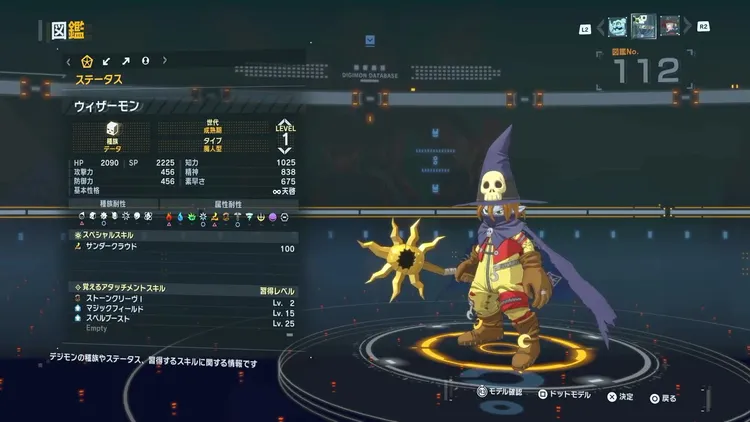 図鑑
L2
R2
図鑑No.
112
DIGIMON DATABASE
ステータス
ウィザーモン
種族
データ
世代
成熟期
タイプ
魔人型
LEVEL
1
HP 2090 SP 2225 知力 1025
攻撃力 456 精神 838
防御力 456 素早さ 675
基本性格 天啓
種族耐性 属性耐性
スペシャルスキル
サンダークラウド 100
覚えるアタッチメントスキル 習得レベル
ストーンクリーヴI Lv. 2
マジックフィールド Lv. 15
スペルブースト Lv. 25
Empty
デジモンの種族やステータス、習得するスキルに関する情報です
R3 モデル確認 ドットモデル 決定 戻る